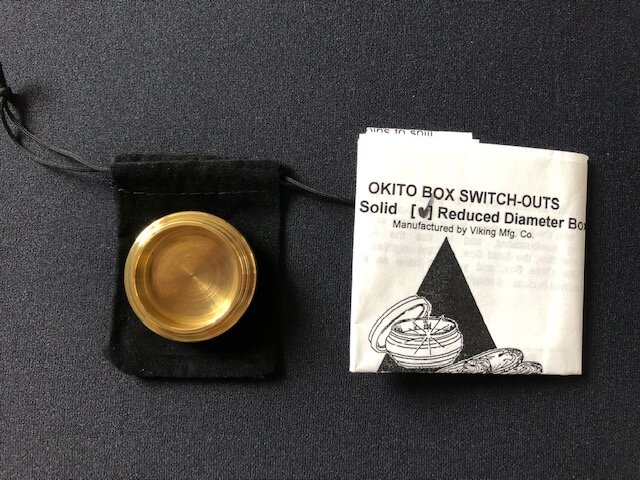 OKITO BOX SWITCH-OUTS
Solid [✓] Reduced Diameter Box
Manufactured by Viking Mfg. Co.